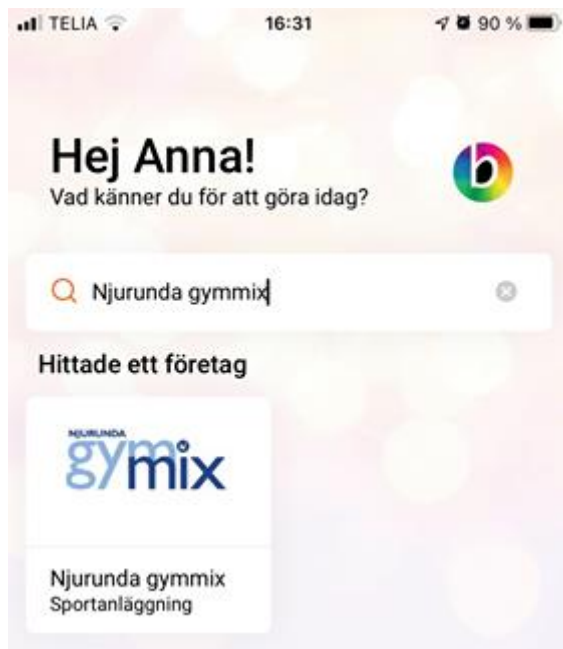 TELIA 16:31 90 %
Hej Anna!
b
Vad känner du för att göra idag?
Njurunda gymmix
Hittade ett företag
NJURUNDA
gymix
Njurunda gymmix
Sportanläggning